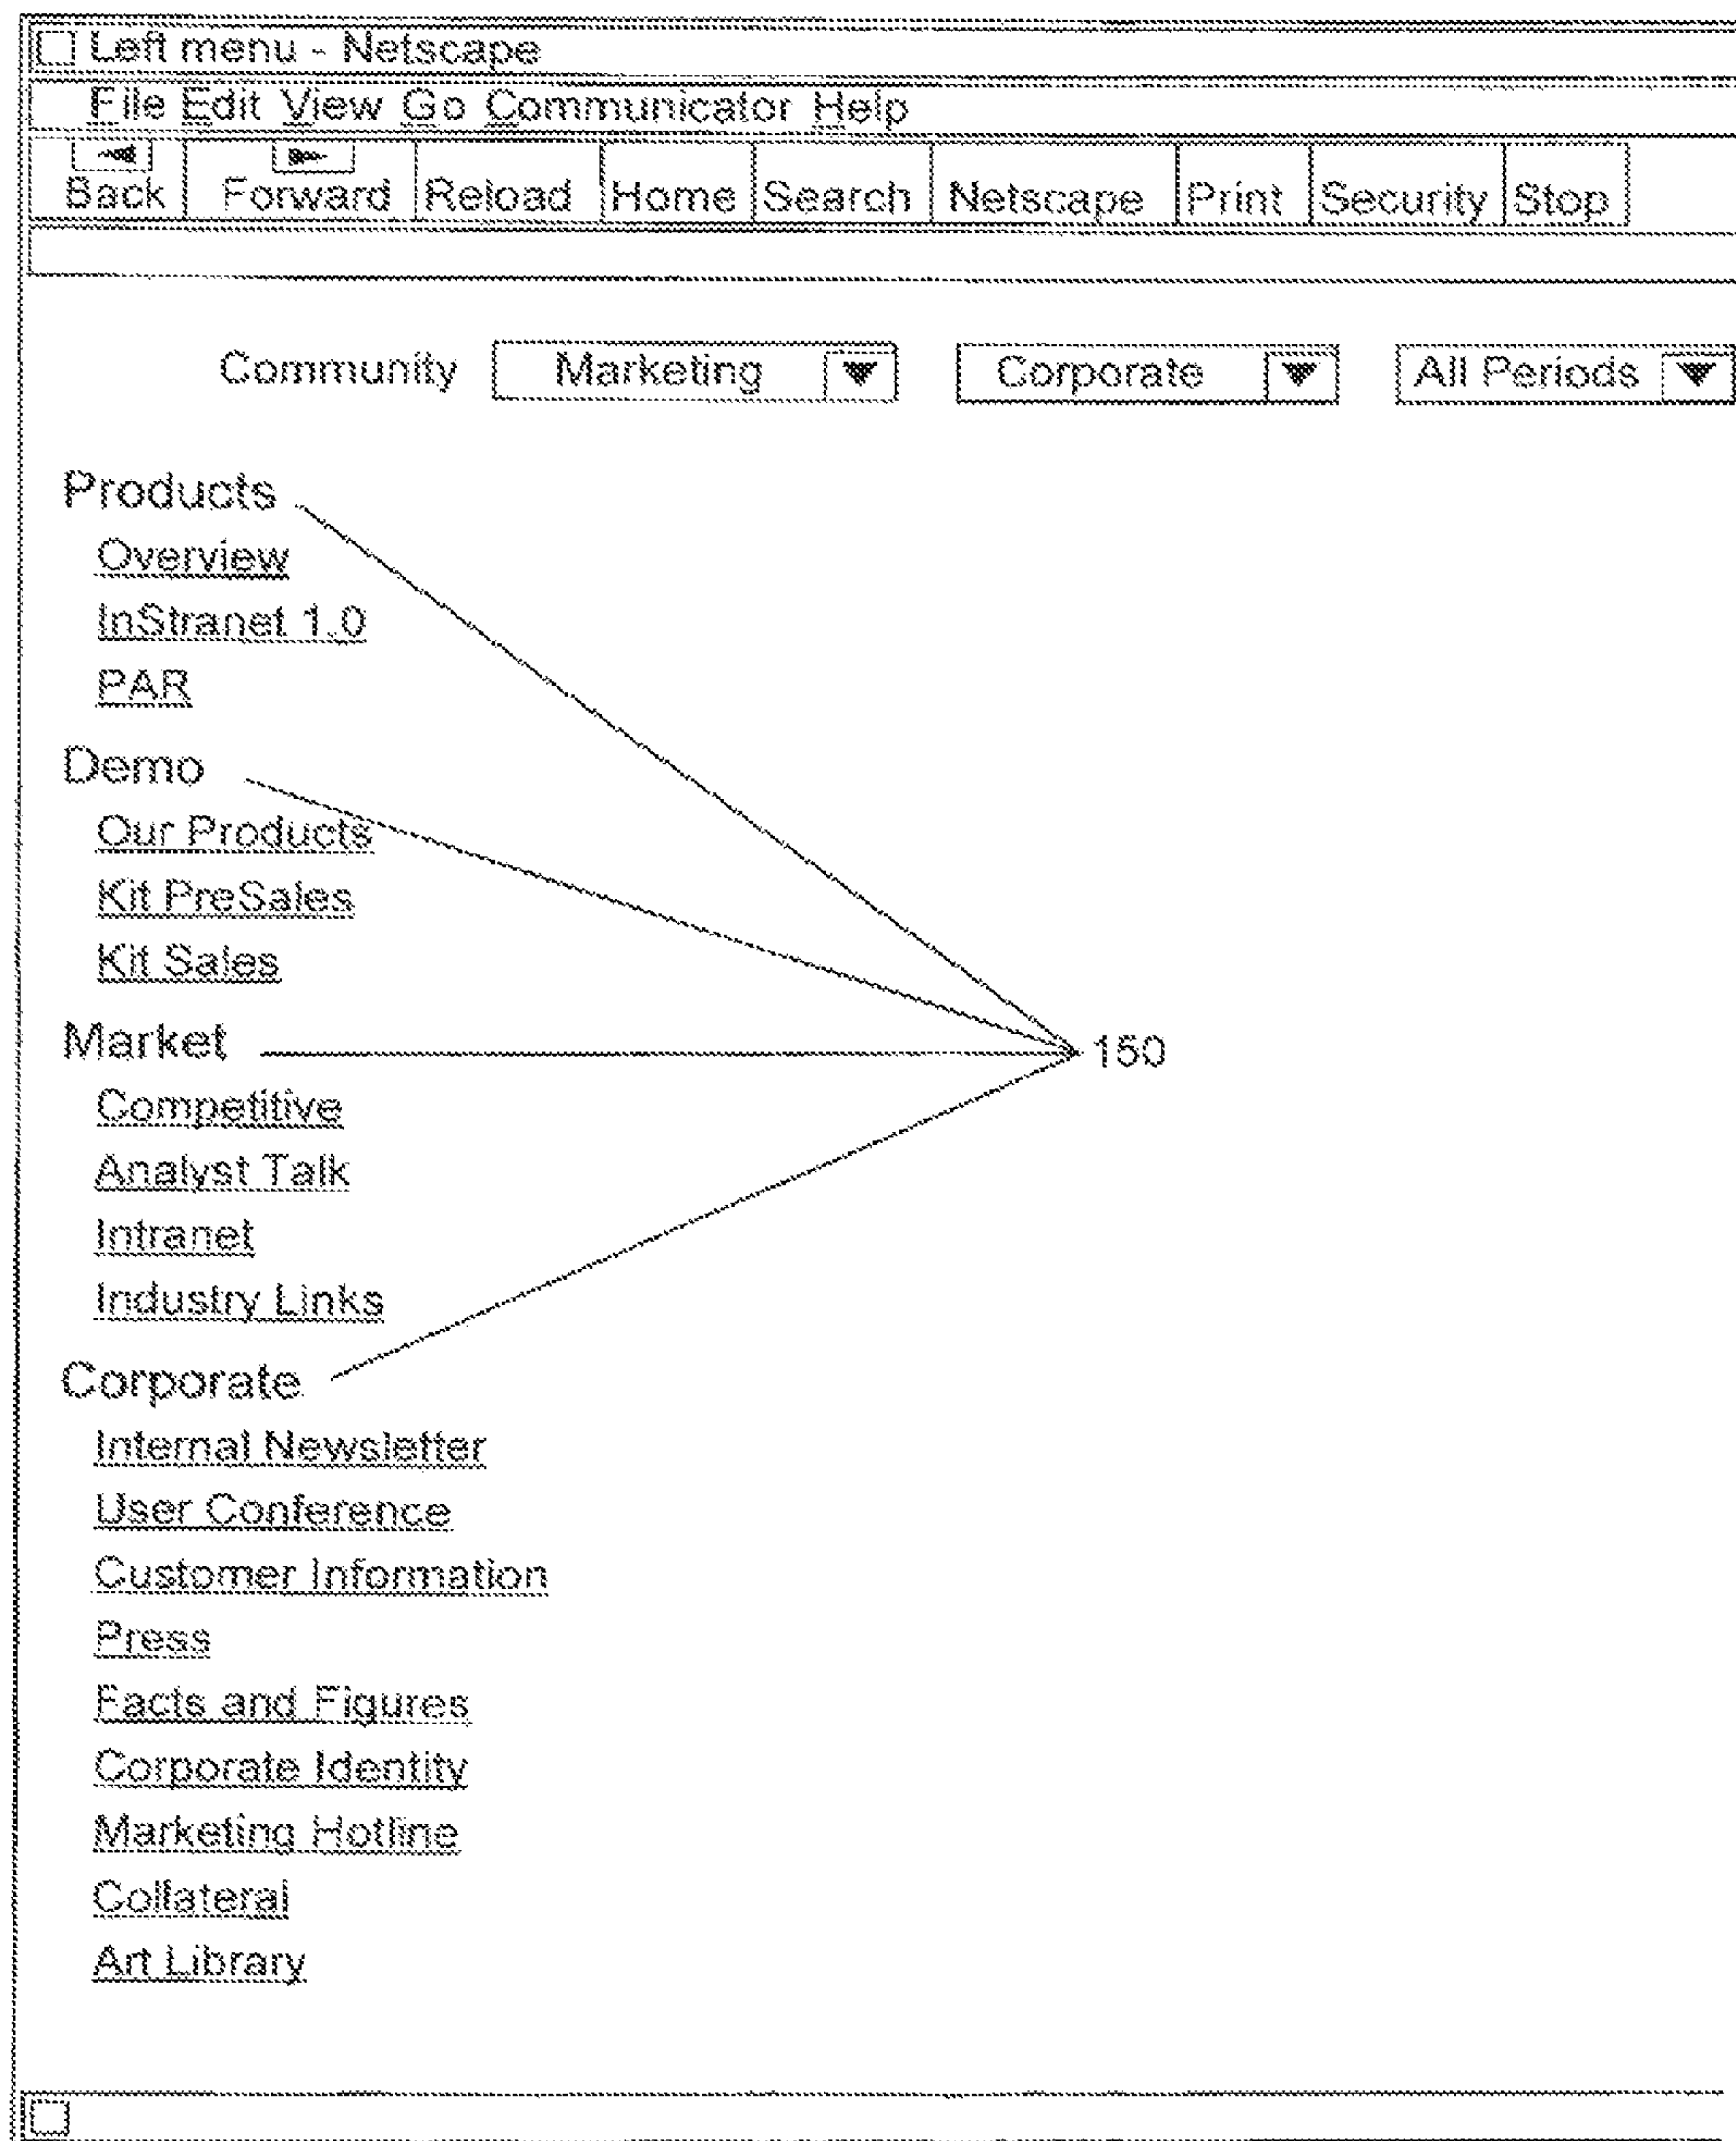 Left menu - Netscape
File Edit View Go Communicator Help
Back Forward Reload Home Search Netscape Print Security Stop
Community Marketing Corporate All Periods
Products
Overview
InStranet 1.0
PAR
Demo
Our Products
Kit PreSales
Kit Sales
Market
150
Competitive
Analyst Talk
Intranet
Industry Links
Corporate
Internal Newsletter
User Conference
Customer Information
Press
Facts and Figures
Corporate Identity
Marketing Hotline
Collateral
Art Library